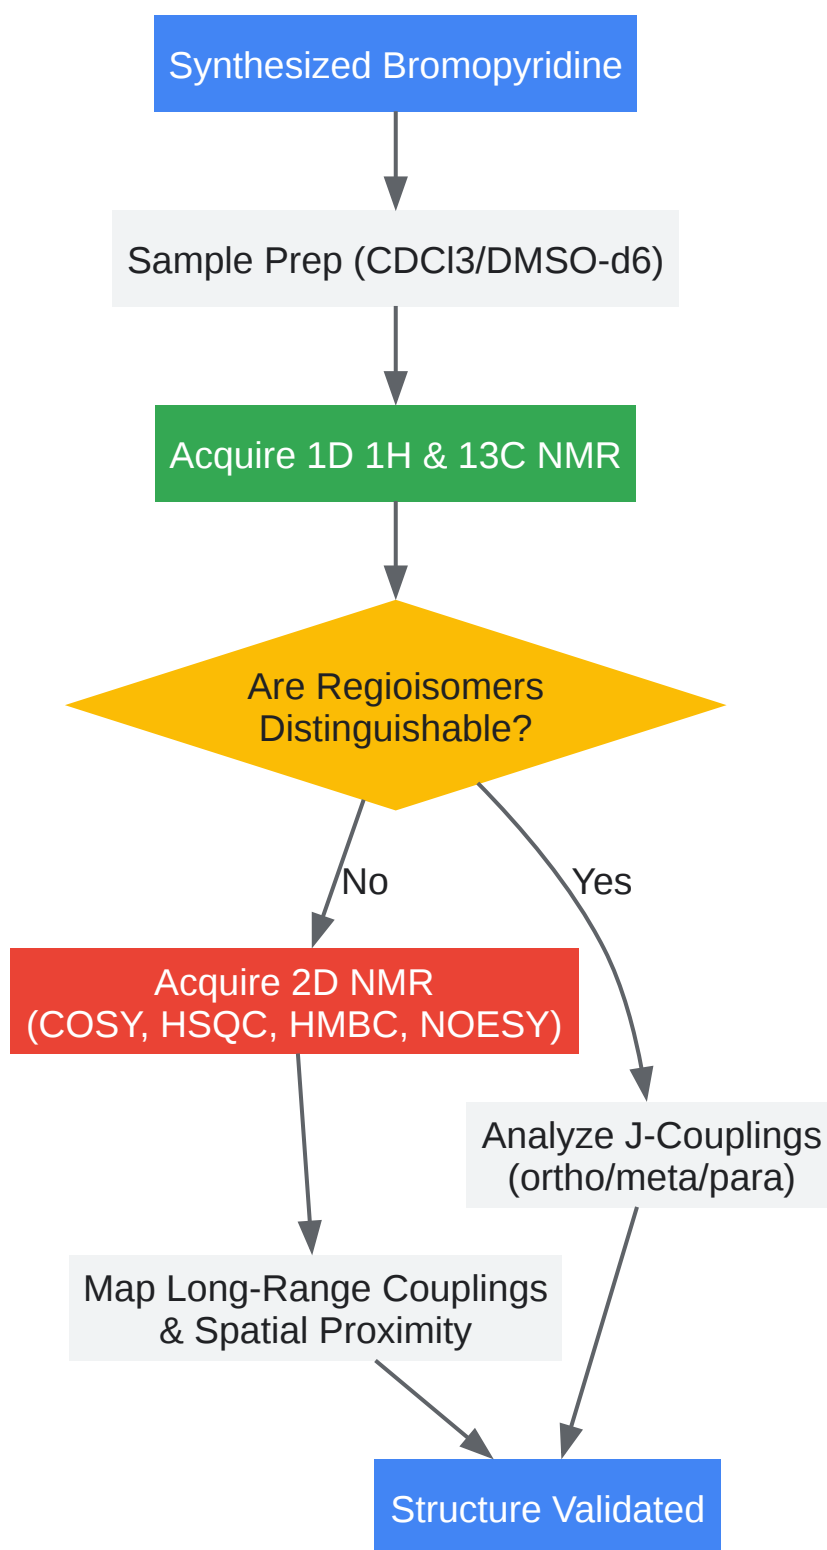 Synthesized Bromopyridine
Sample Prep (CDCl3/DMSO-d6)
Acquire 1D 1H & 13C NMR
Are Regioisomers
Distinguishable?
No
Yes
Acquire 2D NMR
(COSY, HSQC, HMBC, NOESY)
Analyze J-Couplings
(ortho/meta/para)
Map Long-Range Couplings
& Spatial Proximity
Structure Validated